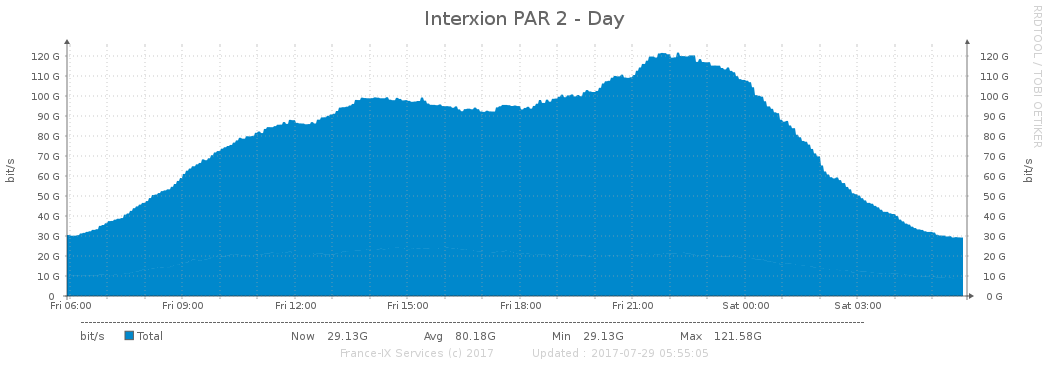 Interxion PAR 2 - Day
RRDTOOL / TOBI OETIKER
120 G 120 G
110 G 110 G
100 G 100 G
90 G 90 G
80 G 80 G
70 G 70 G
60 G 60 G
50 G 50 G
40 G 40 G
30 G 30 G
20 G 20 G
10 G 10 G
0 0 G
bit/s
bit/s
Fri 06:00 Fri 09:00 Fri 12:00 Fri 15:00 Fri 18:00 Fri 21:00 Sat 00:00 Sat 03:00
bit/s Total Now 29.13G Avg 80.18G Min 29.13G Max 121.58G
France-IX Services (c) 2017 Updated : 2017-07-29 05:55:05